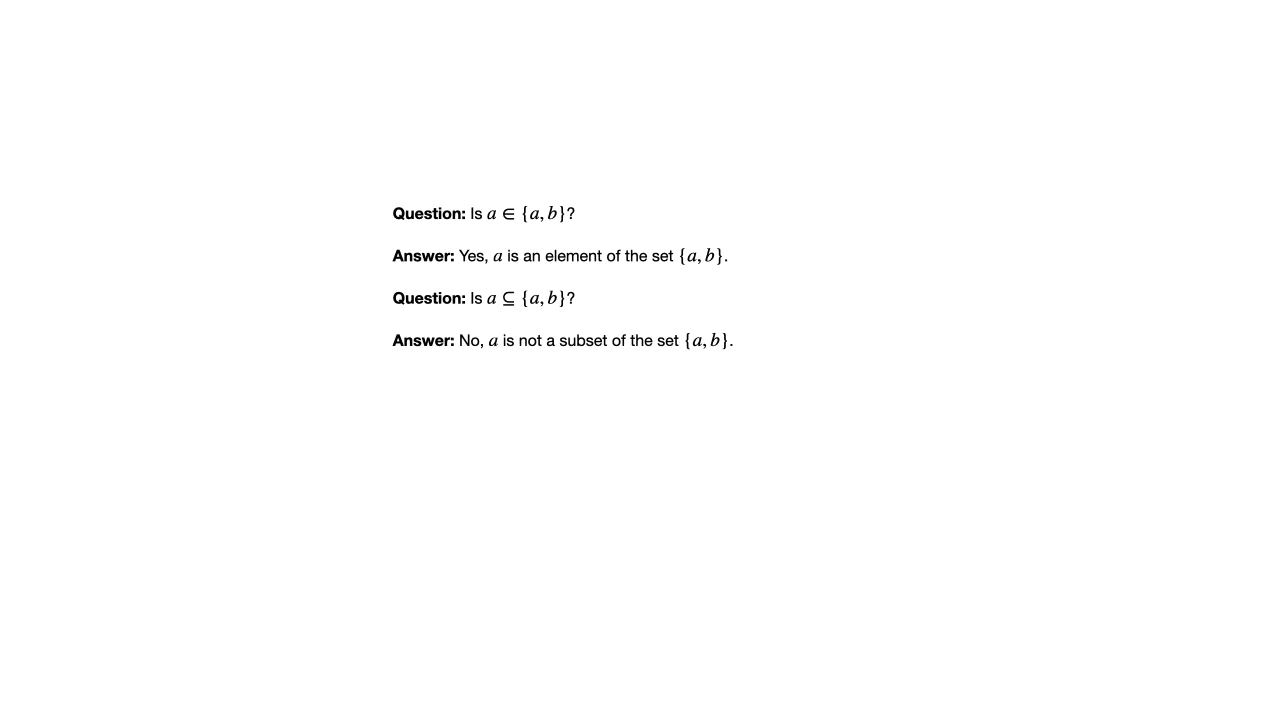 Question: Is a ∈ {a, b}?
Answer: Yes, a is an element of the set {a, b}.
Question: Is a ⊆ {a, b}?
Answer: No, a is not a subset of the set {a, b}.